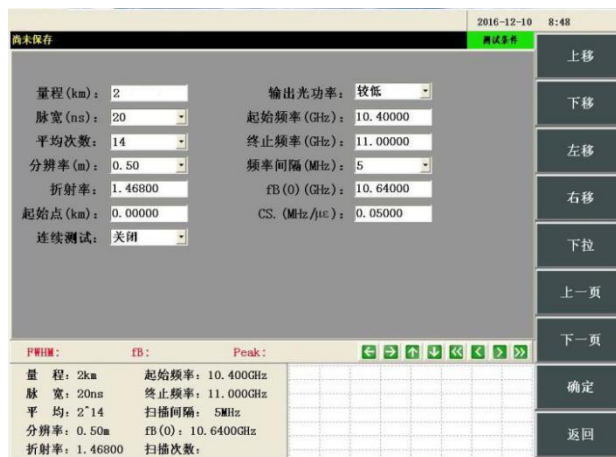 2016-12-10 8:48
尚未保存 测试条件
量程(km): 2 输出光功率: 较低
脉宽(ns): 20 起始频率(GHz): 10.40000
平均次数: 14 终止频率(GHz): 11.00000
分辨率(m): 0.50 频率间隔(MHz): 5
折射率: 1.46800 fB(0)(GHz): 10.64000
起始点(km): 0.00000 CS.(MHz/με): 0.05000
连续测试: 关闭
上移
下移
左移
右移
下拉
上一页
下一页
确定
返回
FWHM: fB: Peak:
量 程: 2km 起始频率: 10.400GHz
脉 宽: 20ns 终止频率: 11.000GHz
平 均: 2^14 扫描间隔: 5MHz
分辨率: 0.50m fB(0): 10.6400GHz
折射率: 1.46800 扫描次数: